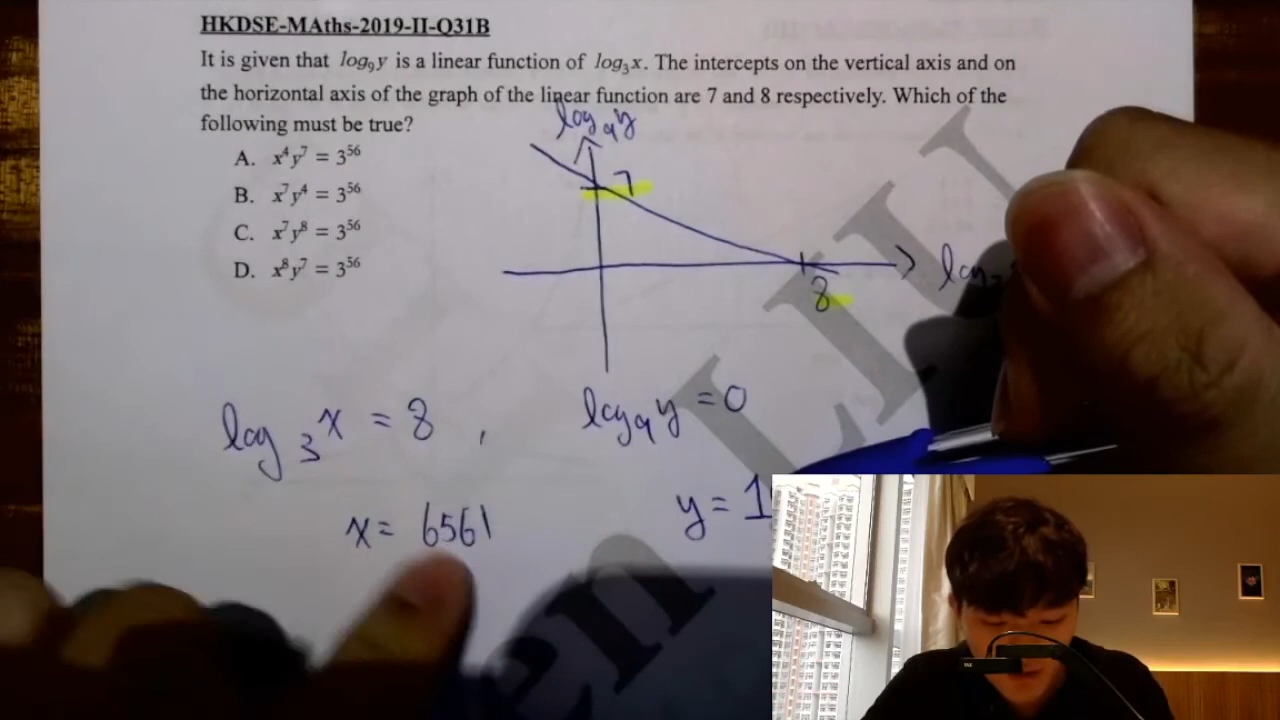 HKDSE-MAths-2019-II-Q31B
It is given that log₉y is a linear function of log₃x. The intercepts on the vertical axis and on
the horizontal axis of the graph of the linear function are 7 and 8 respectively. Which of the
following must be true?
A. x⁴y⁷ = 3⁵⁶
B. x⁷y⁴ = 3⁵⁶
C. x⁷y⁸ = 3⁵⁶
D. x⁸y⁷ = 3⁵⁶
log₉y
7
8
log₃x = 8 , log₉y = 0
x = 6561 y = 1